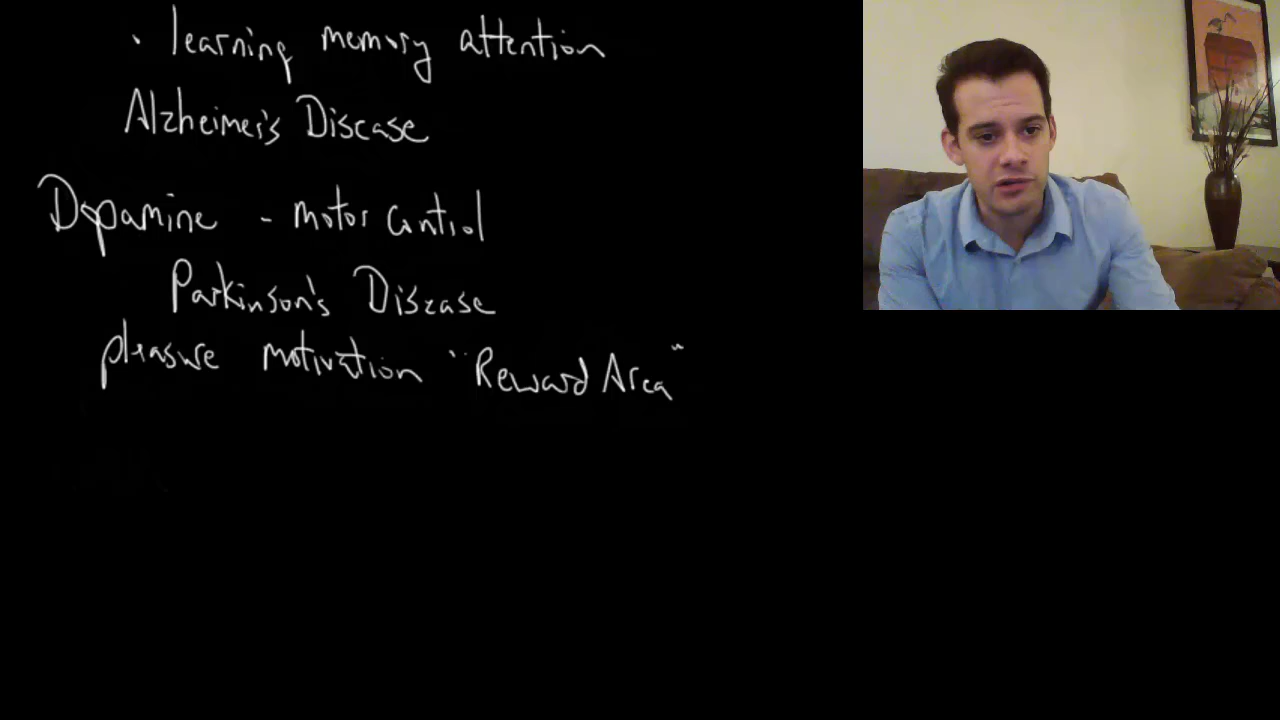 · learning memory attention
Alzheimer's Disease
Dopamine - motor control
Parkinson's Disease
pleasure motivation "Reward Area"